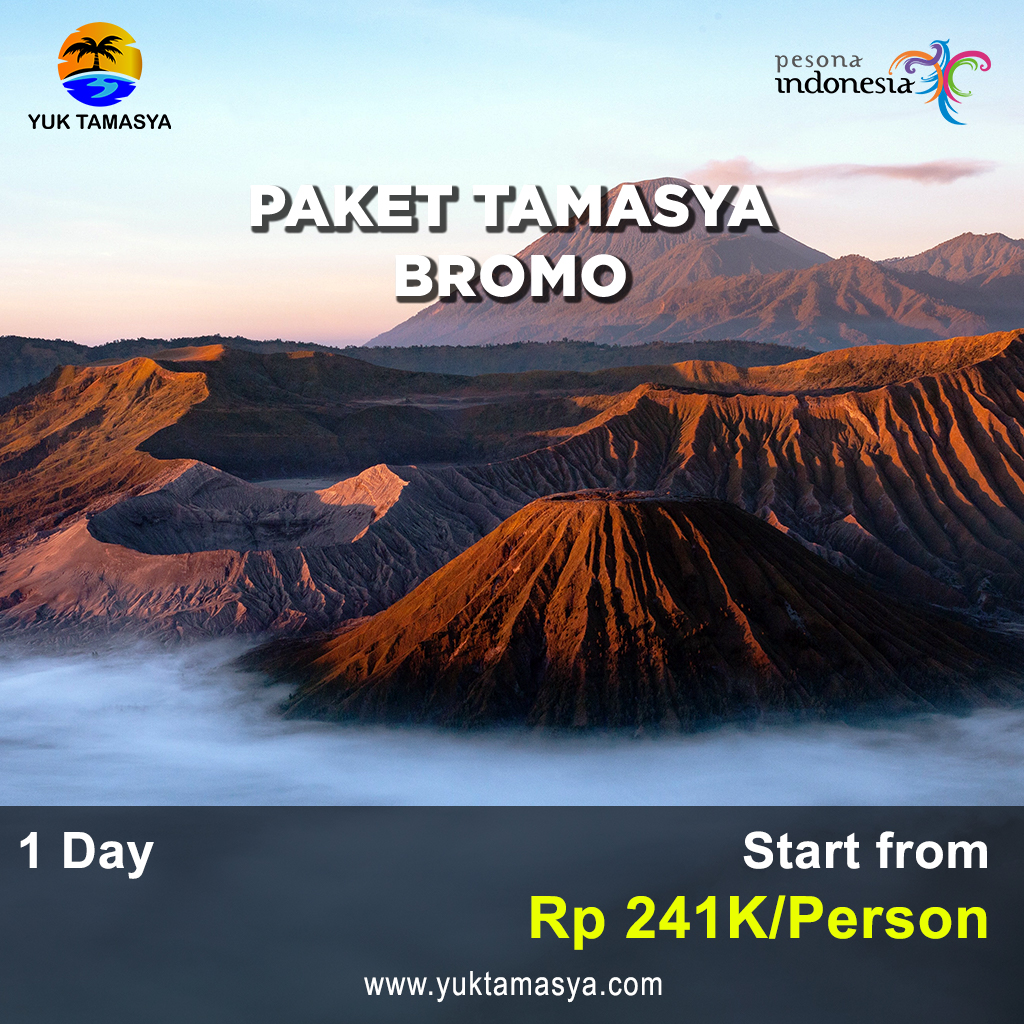 YUK TAMASYA
pesona
indonesia
PAKET TAMASYA
BROMO
1 Day
Start from
Rp 241K/Person
www.yuktamasya.com